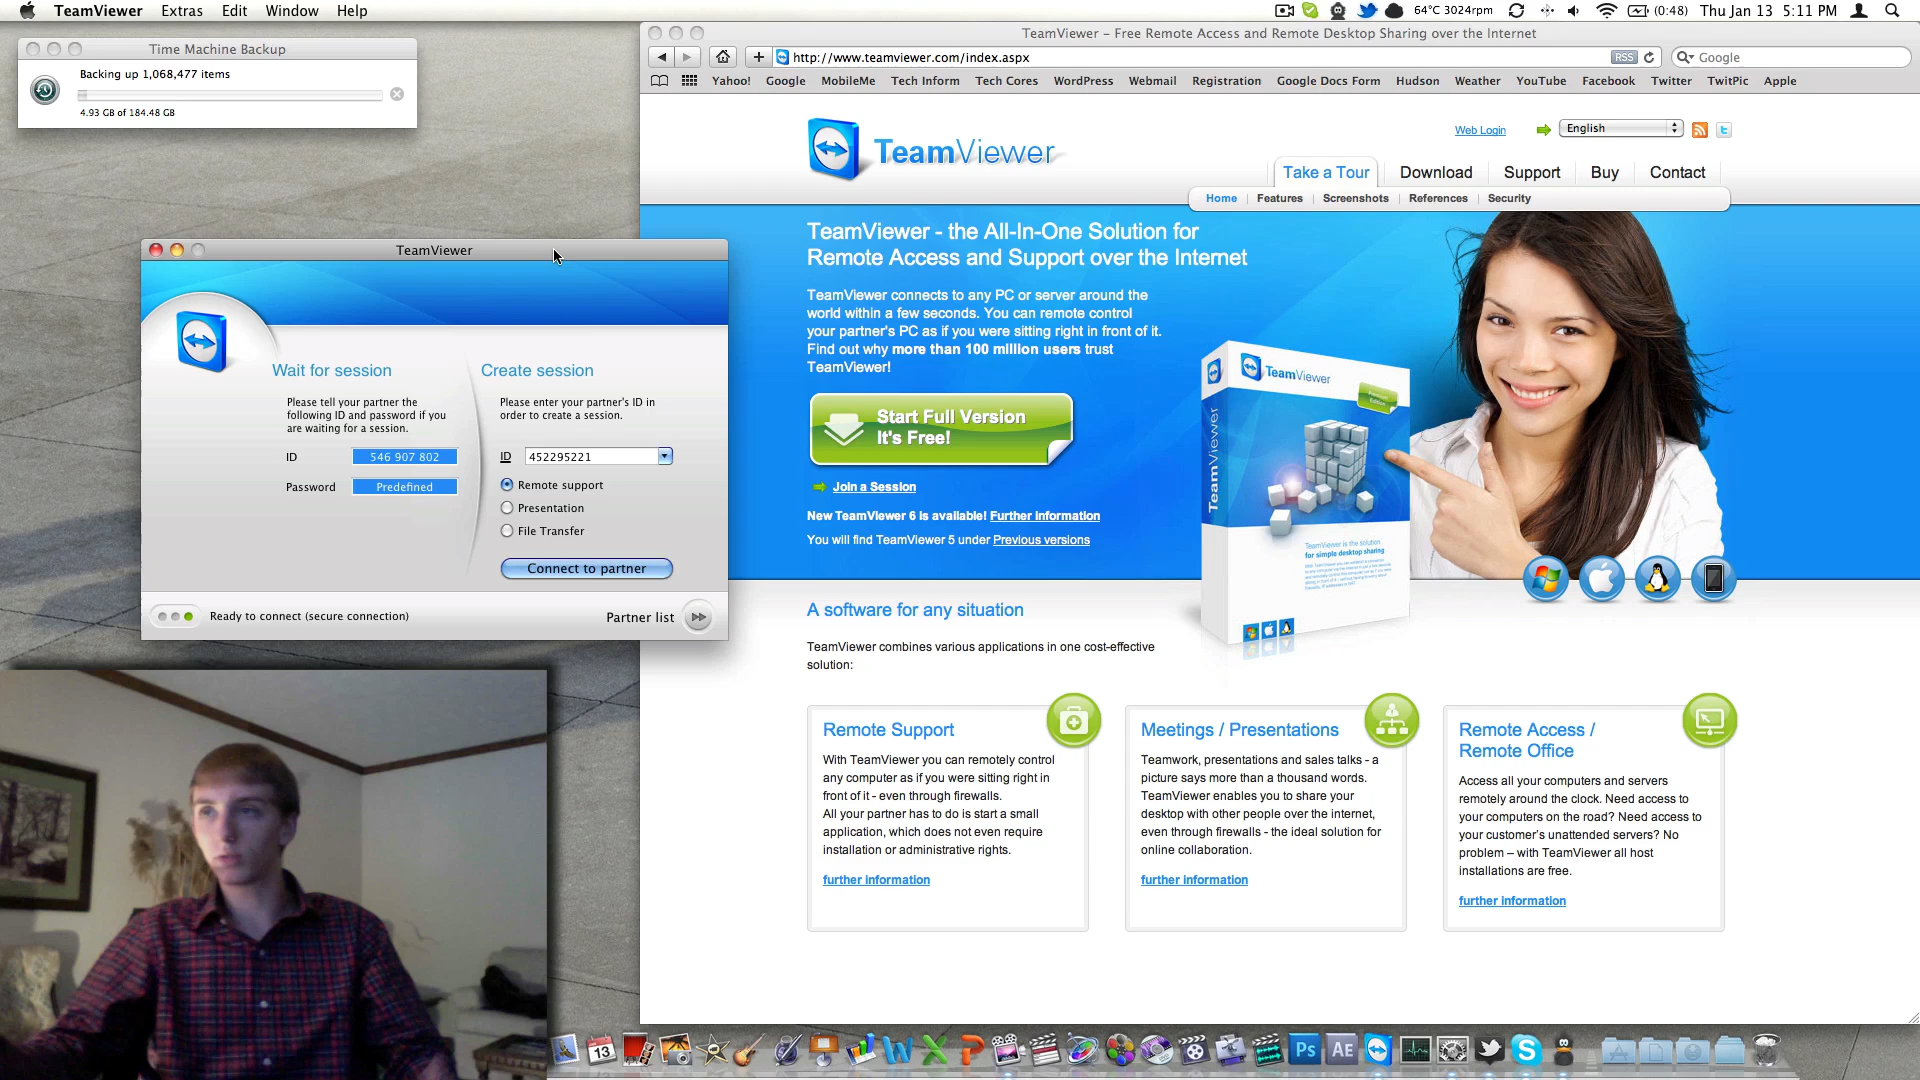 TeamViewer Extras Edit Window Help
64°C 3024rpm (0:48) Thu Jan 13 5:11 PM
Time Machine Backup
Backing up 1,068,477 items
4.93 GB of 184.48 GB
TeamViewer – Free Remote Access and Remote Desktop Sharing over the Internet
http://www.teamviewer.com/index.aspx RSS Google
Yahoo! Google MobileMe Tech Inform Tech Cores WordPress Webmail Registration Google Docs Form Hudson Weather YouTube Facebook Twitter TwitPic Apple
TeamViewer
Web Login English
Take a Tour Download Support Buy Contact
Home Features Screenshots References Security
TeamViewer - the All-In-One Solution for
Remote Access and Support over the Internet
TeamViewer connects to any PC or server around the
world within a few seconds. You can remote control
your partner's PC as if you were sitting right in front of it.
Find out why more than 100 million users trust
TeamViewer!
Start Full Version
It's Free!
Join a Session
New TeamViewer 6 is available! Further Information
You will find TeamViewer 5 under Previous versions
TeamViewer
TeamViewer
TeamViewer is the solution
for simple desktop sharing
TeamViewer
Wait for session
Please tell your partner the
following ID and password if you
are waiting for a session.
ID 546 907 802
Password Predefined
Create session
Please enter your partner's ID in
order to create a session.
ID 452295221
Remote support
Presentation
File Transfer
Connect to partner
Ready to connect (secure connection)
Partner list
A software for any situation
TeamViewer combines various applications in one cost-effective
solution:
Remote Support
With TeamViewer you can remotely control
any computer as if you were sitting right in
front of it - even through firewalls.
All your partner has to do is start a small
application, which does not even require
installation or administrative rights.
further information
Meetings / Presentations
Teamwork, presentations and sales talks - a
picture says more than a thousand words.
TeamViewer enables you to share your
desktop with other people over the internet,
even through firewalls - the ideal solution for
online collaboration.
further information
Remote Access /
Remote Office
Access all your computers and servers
remotely around the clock. Need access to
your computers on the road? Need access to
your customer's unattended servers? No
problem – with TeamViewer all host
installations are free.
further information
13 Ps AE